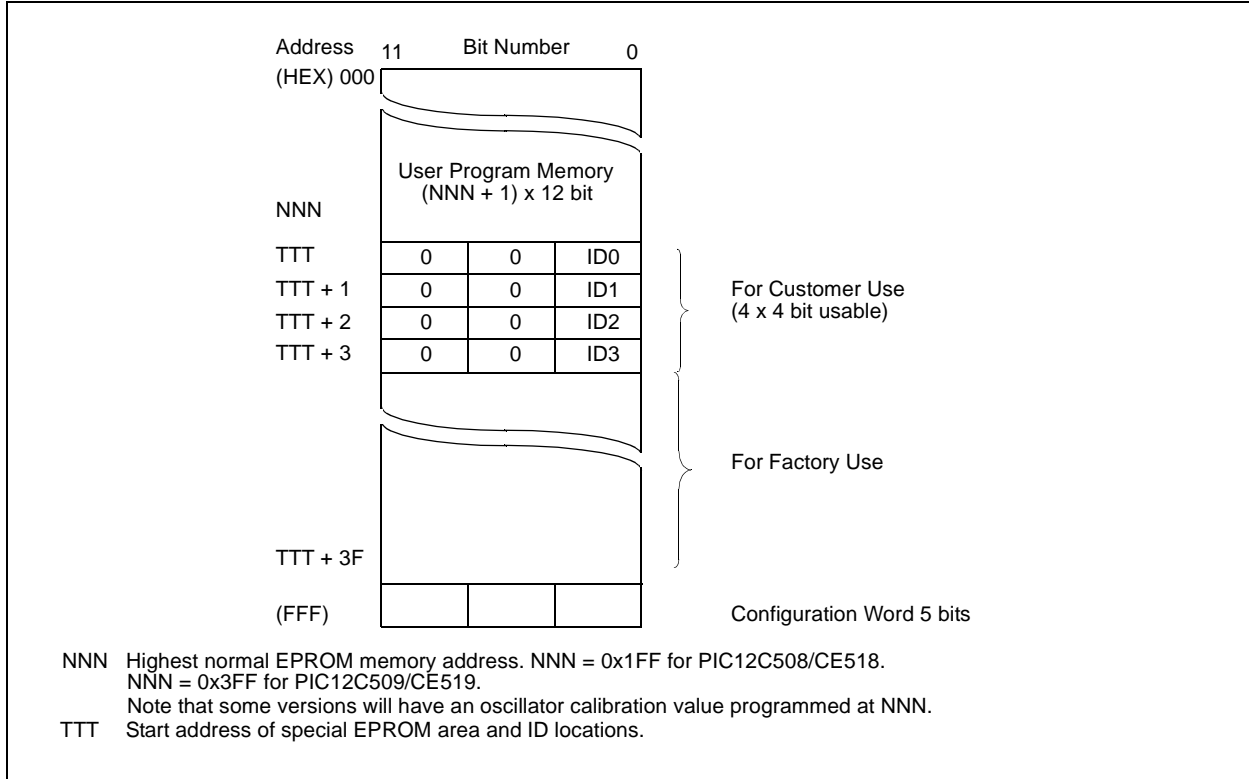 Address 11 Bit Number 0
(HEX) 000
User Program Memory
(NNN + 1) x 12 bit
NNN
TTT 0 0 ID0
TTT + 1 0 0 ID1
TTT + 2 0 0 ID2
TTT + 3 0 0 ID3
For Customer Use
(4 x 4 bit usable)
For Factory Use
TTT + 3F
(FFF) Configuration Word 5 bits
NNN Highest normal EPROM memory address. NNN = 0x1FF for PIC12C508/CE518.
NNN = 0x3FF for PIC12C509/CE519.
Note that some versions will have an oscillator calibration value programmed at NNN.
TTT Start address of special EPROM area and ID locations.